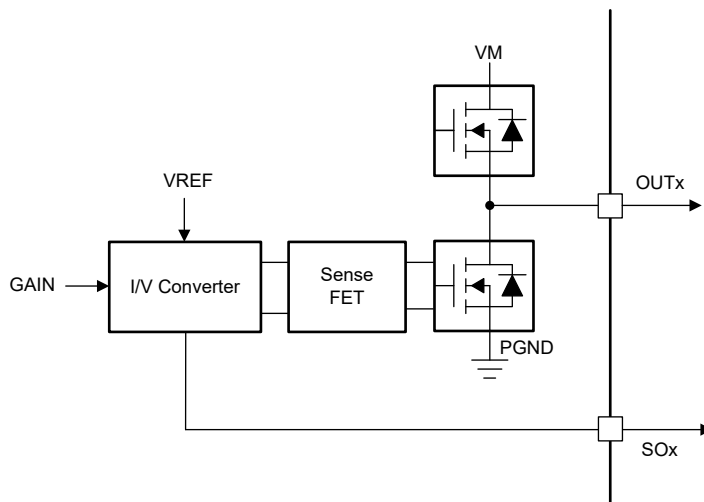 VM
OUTx
VREF
GAIN
I/V Converter
Sense
FET
PGND
SOx